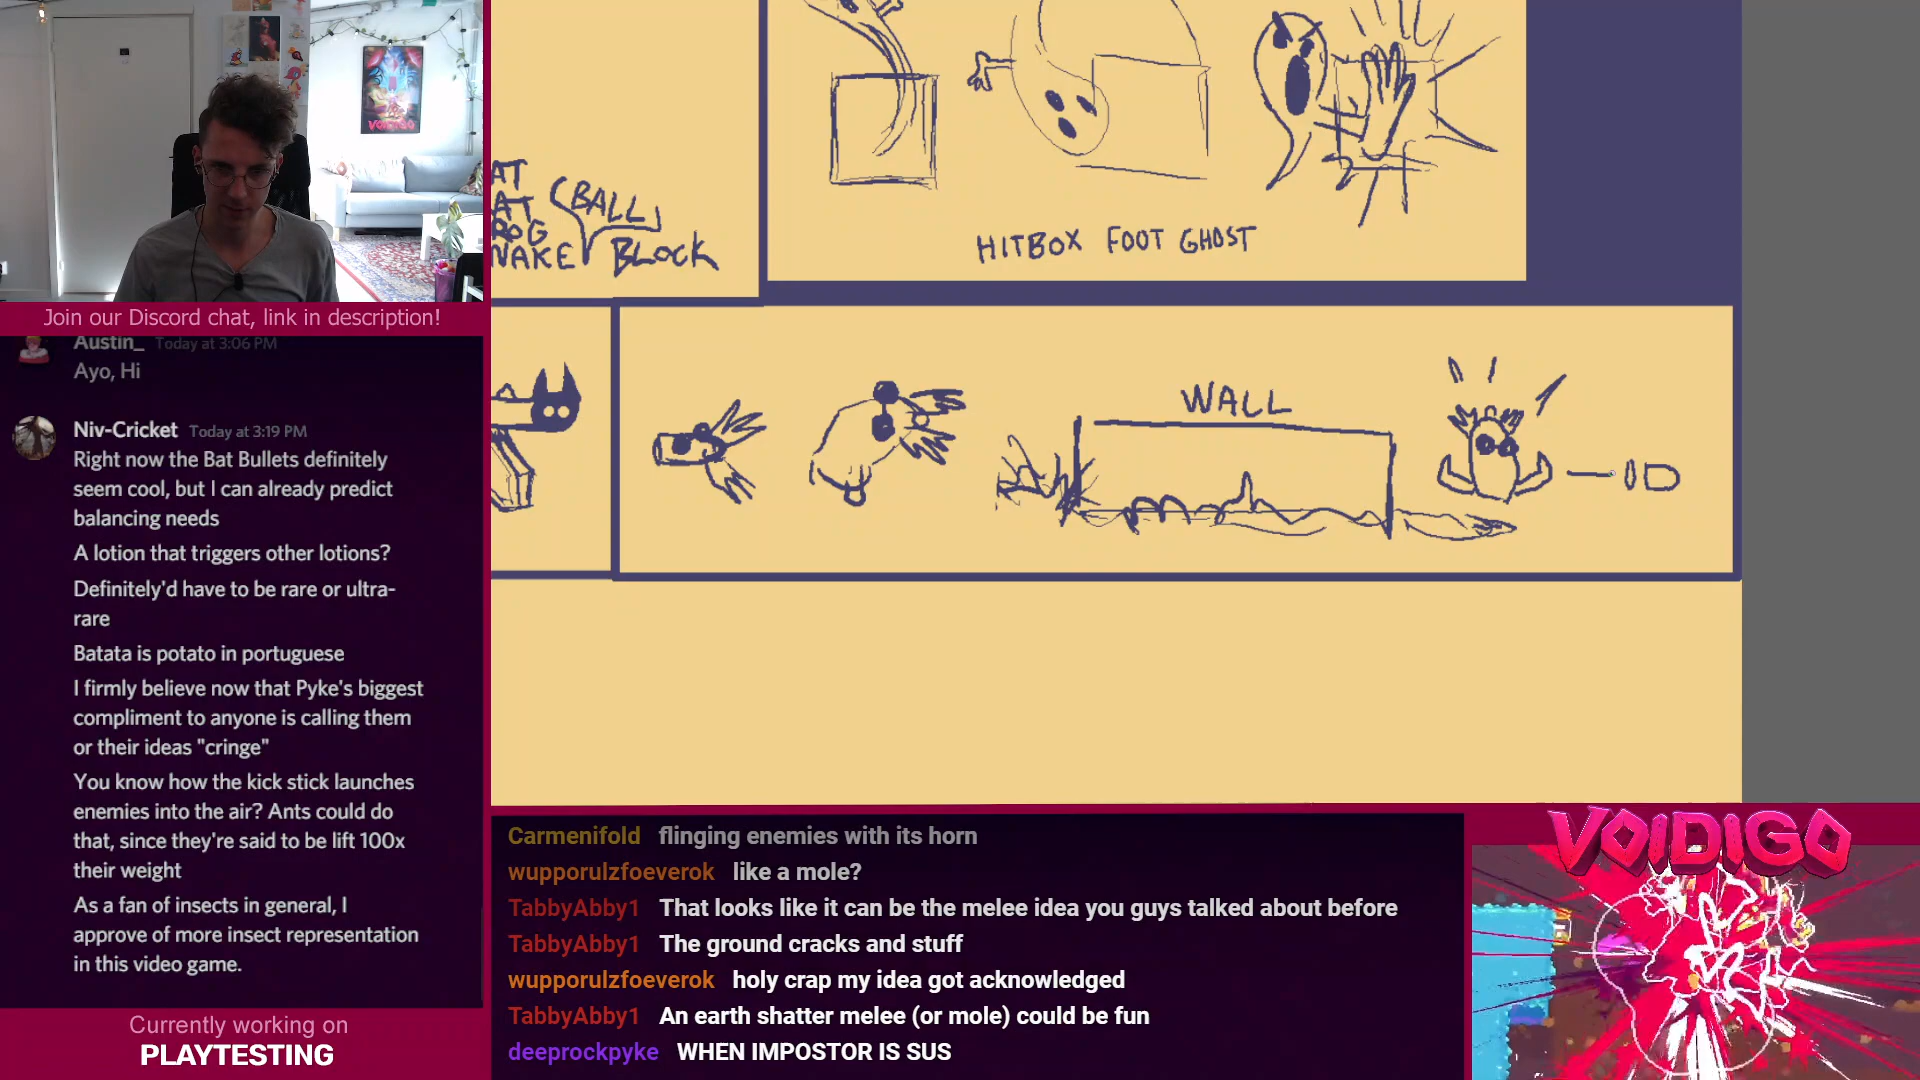 VOIDIGO
Join our Discord chat, link in description!
Austin_ Today at 3:06 PM
Ayo, Hi
Niv-Cricket Today at 3:19 PM
Right now the Bat Bullets definitely
seem cool, but I can already predict
balancing needs
A lotion that triggers other lotions?
Definitely'd have to be rare or ultra-
rare
Batata is potato in portuguese
I firmly believe now that Pyke's biggest
compliment to anyone is calling them
or their ideas "cringe"
You know how the kick stick launches
enemies into the air? Ants could do
that, since they're said to be lift 100x
their weight
As a fan of insects in general, I
approve of more insect representation
in this video game.
Currently working on
PLAYTESTING
AT
AT
ROG
NAKE
(BALL)
BLOCK
HITBOX FOOT GHOST
WALL
Carmenifold flinging enemies with its horn
wupporulzfoeverok like a mole?
TabbyAbby1 That looks like it can be the melee idea you guys talked about before
TabbyAbby1 The ground cracks and stuff
wupporulzfoeverok holy crap my idea got acknowledged
TabbyAbby1 An earth shatter melee (or mole) could be fun
deeprockpyke WHEN IMPOSTOR IS SUS
VOIDIGO